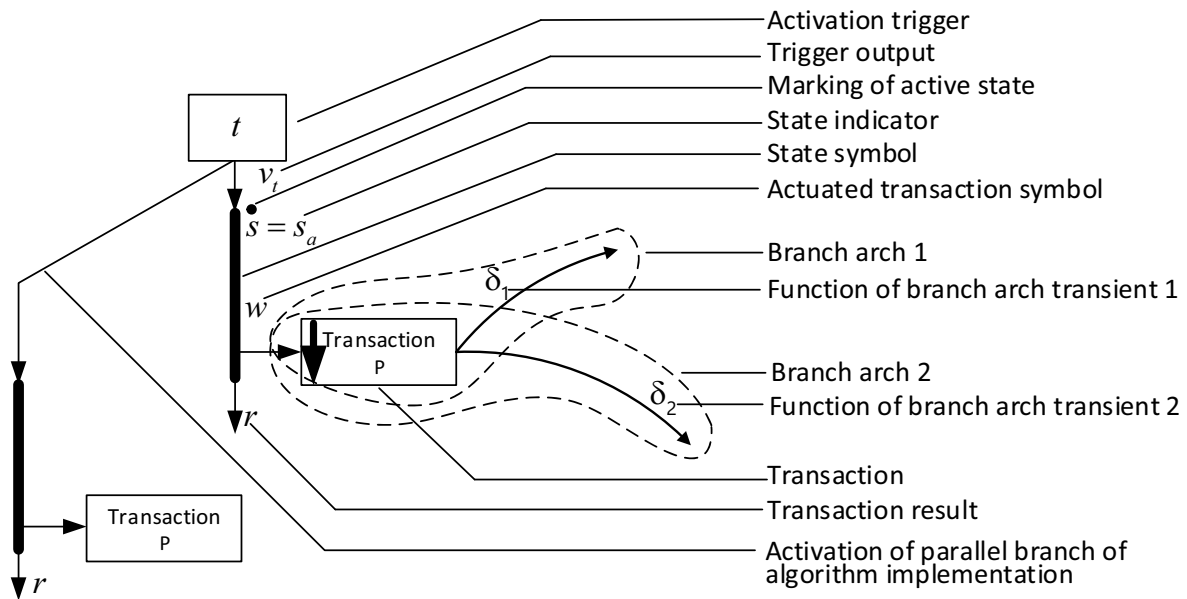 Activation trigger
Trigger output
Marking of active state
State indicator
State symbol
Actuated transaction symbol
Branch arch 1
Function of branch arch transient 1
Branch arch 2
Function of branch arch transient 2
Transaction
Transaction result
Activation of parallel branch of
algorithm implementation
t
v_t
s = s_a
w
δ_1
Transaction
P
δ_2
r
Transaction
P
r